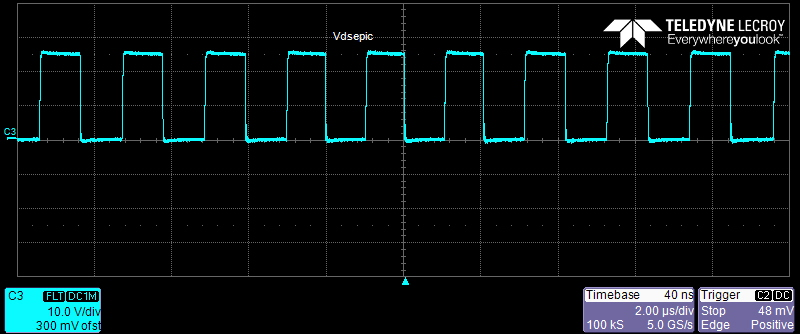 Vdsepic
TELEDYNE LECROY
Everywhereyoulook™
C3
C3 FLT DC1M
10.0 V/div
300 mV ofst
Timebase 40 ns
2.00 µs/div
100 kS 5.0 GS/s
Trigger C2 DC
Stop 48 mV
Edge Positive